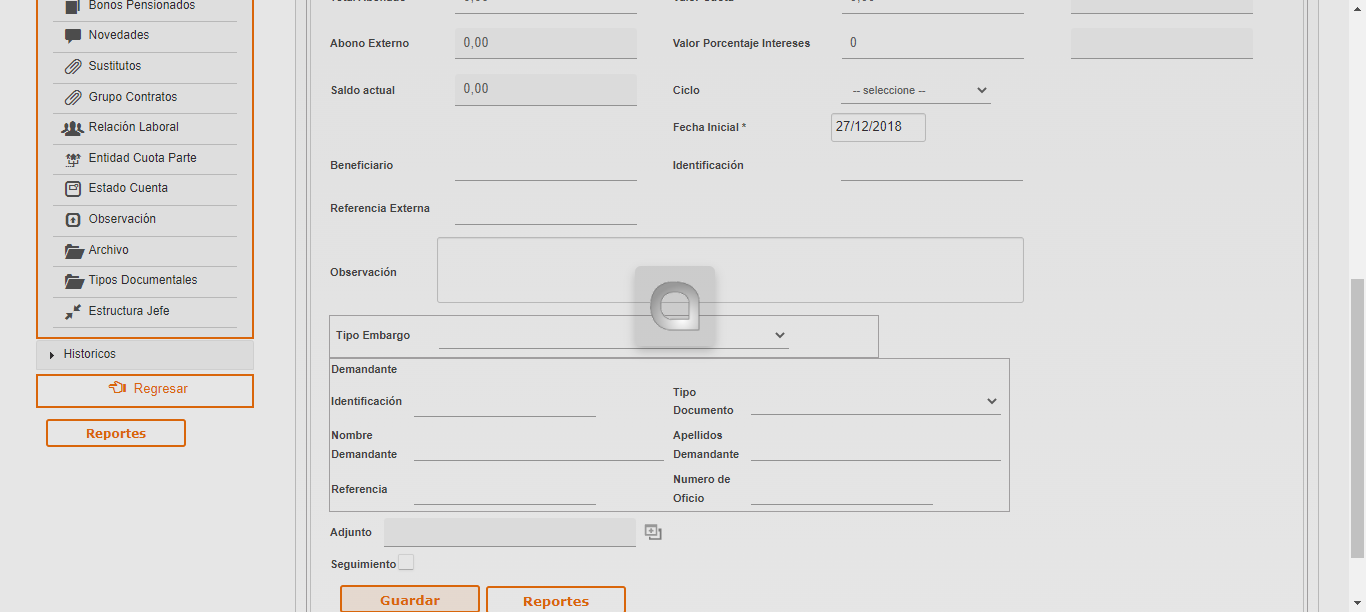 Bonos Pensionados
Novedades
Sustitutos
Grupo Contratos
Relación Laboral
Entidad Cuota Parte
Estado Cuenta
Observación
Archivo
Tipos Documentales
Estructura Jefe
Historicos
Regresar
Reportes
Abono Externo 0,00 Valor Porcentaje Intereses 0
Saldo actual 0,00 Ciclo -- seleccione --
Fecha Inicial * 27/12/2018
Beneficiario Identificación
Referencia Externa
Observación
Tipo Embargo
Demandante
Identificación Tipo Documento
Nombre Demandante Apellidos Demandante
Referencia Numero de Oficio
Adjunto
Seguimiento
Guardar Reportes